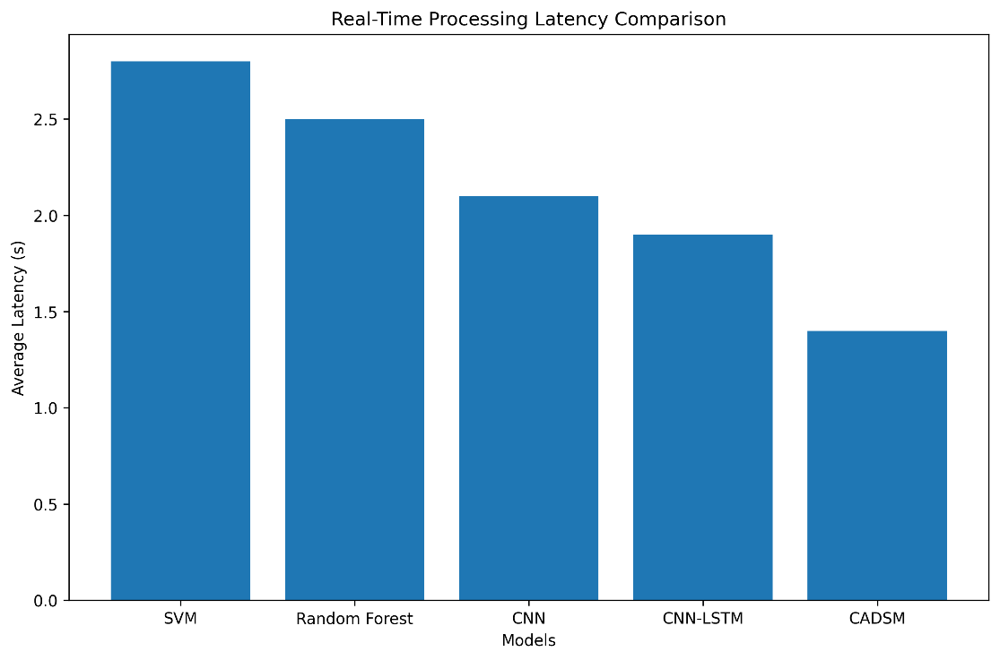 Real-Time Processing Latency Comparison
Average Latency (s)
2.5
2.0
1.5
1.0
0.5
0.0
SVM Random Forest CNN CNN-LSTM CADSM
Models